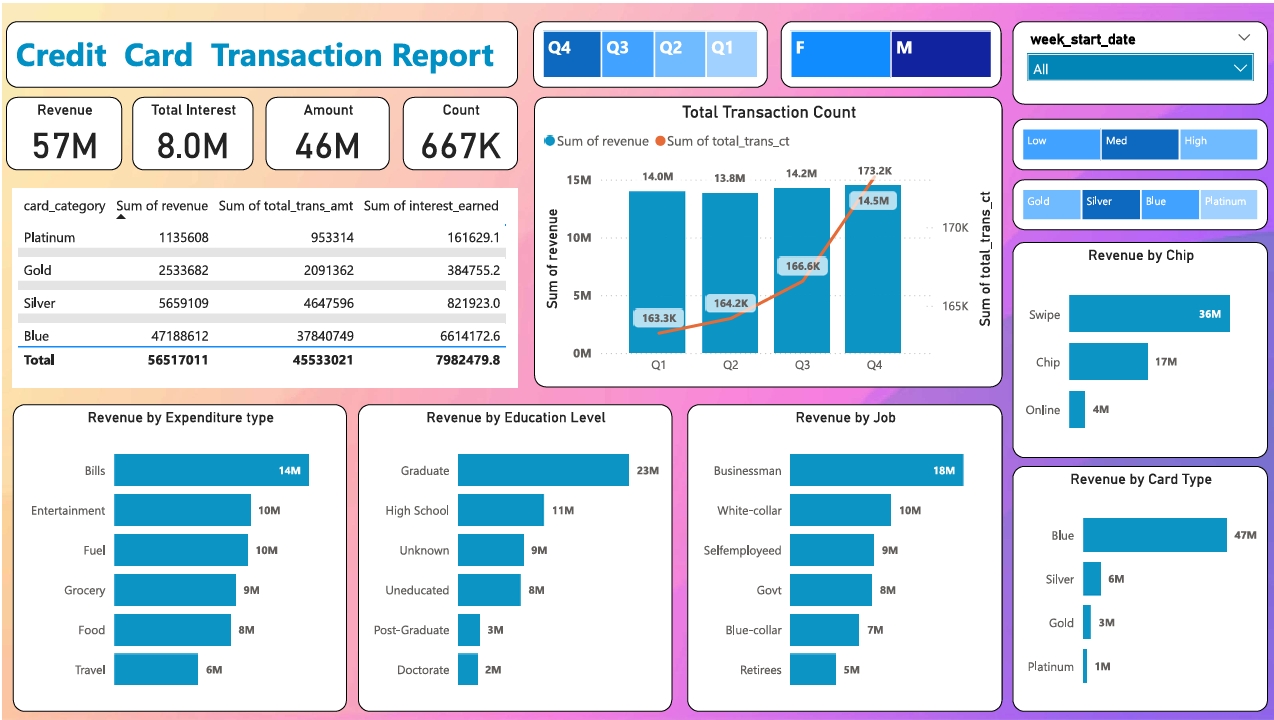 Credit Card Transaction Report
Q4 Q3 Q2 Q1
F M
week_start_date
All
Revenue
57M
Total Interest
8.0M
Amount
46M
Count
667K
Low Med High
Gold Silver Blue Platinum
card_category Sum of revenue Sum of total_trans_amt Sum of interest_earned
Platinum 1135608 953314 161629.1
Gold 2533682 2091362 384755.2
Silver 5659109 4647596 821923.0
Blue 47188612 37840749 6614172.6
Total 56517011 45533021 7982479.8
Total Transaction Count
Sum of revenue Sum of total_trans_ct
Sum of revenue
15M
10M
5M
0M
14.0M 13.8M 14.2M 14.5M
163.3K 164.2K 166.6K 173.2K
Q1 Q2 Q3 Q4
170K
165K
Sum of total_trans_ct
Revenue by Chip
Swipe 36M
Chip 17M
Online 4M
Revenue by Expenditure type
Bills 14M
Entertainment 10M
Fuel 10M
Grocery 9M
Food 8M
Travel 6M
Revenue by Education Level
Graduate 23M
High School 11M
Unknown 9M
Uneducated 8M
Post-Graduate 3M
Doctorate 2M
Revenue by Job
Businessman 18M
White-collar 10M
Selfemployeed 9M
Govt 8M
Blue-collar 7M
Retirees 5M
Revenue by Card Type
Blue 47M
Silver 6M
Gold 3M
Platinum 1M